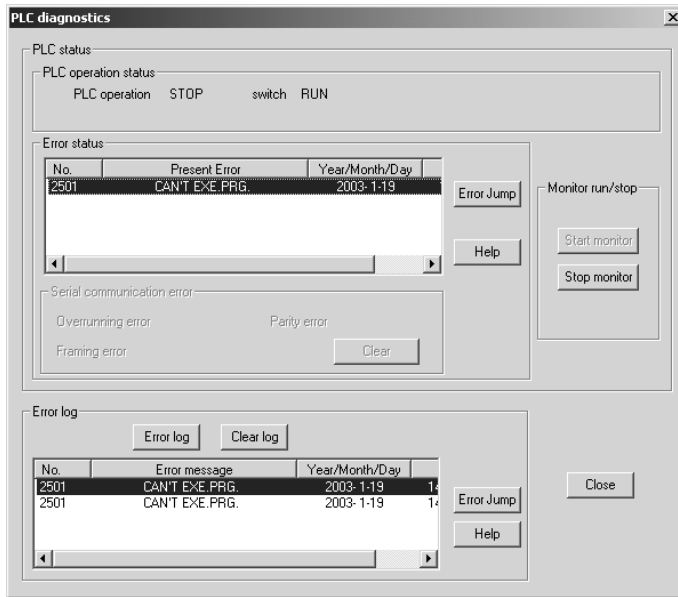 PLC diagnostics
PLC status
PLC operation status
PLC operation STOP switch RUN
Error status
No. Present Error Year/Month/Day
2501 CAN'T EXE.PRG. 2003- 1-19
Error Jump
Help
Monitor run/stop
Start monitor
Stop monitor
Serial communication error
Overrunning error Parity error
Framing error Clear
Error log
Error log Clear log
No. Error message Year/Month/Day
2501 CAN'T EXE.PRG. 2003- 1-19
2501 CAN'T EXE.PRG. 2003- 1-19
Error Jump
Help
Close